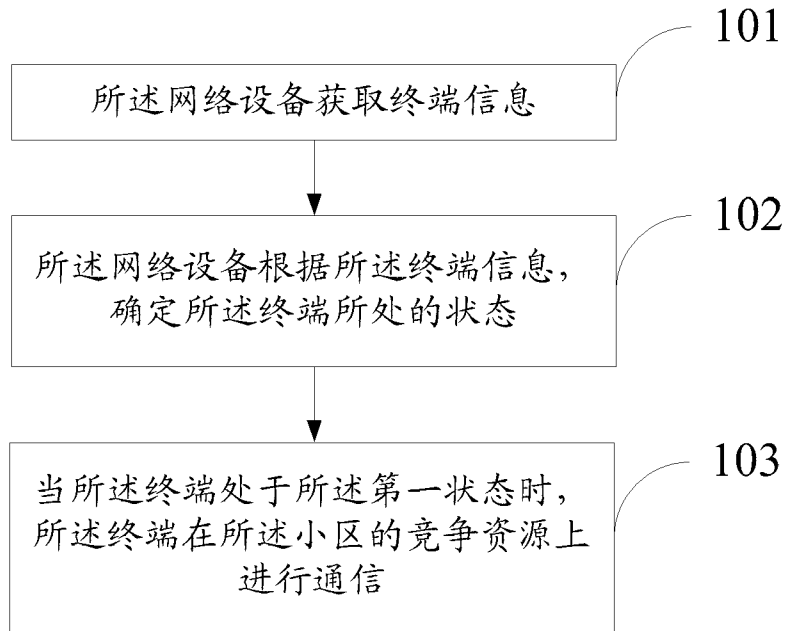 101
所述网络设备获取终端信息
102
所述网络设备根据所述终端信息，
确定所述终端所处的状态
103
当所述终端处于所述第一状态时，
所述终端在所述小区的竞争资源上
进行通信